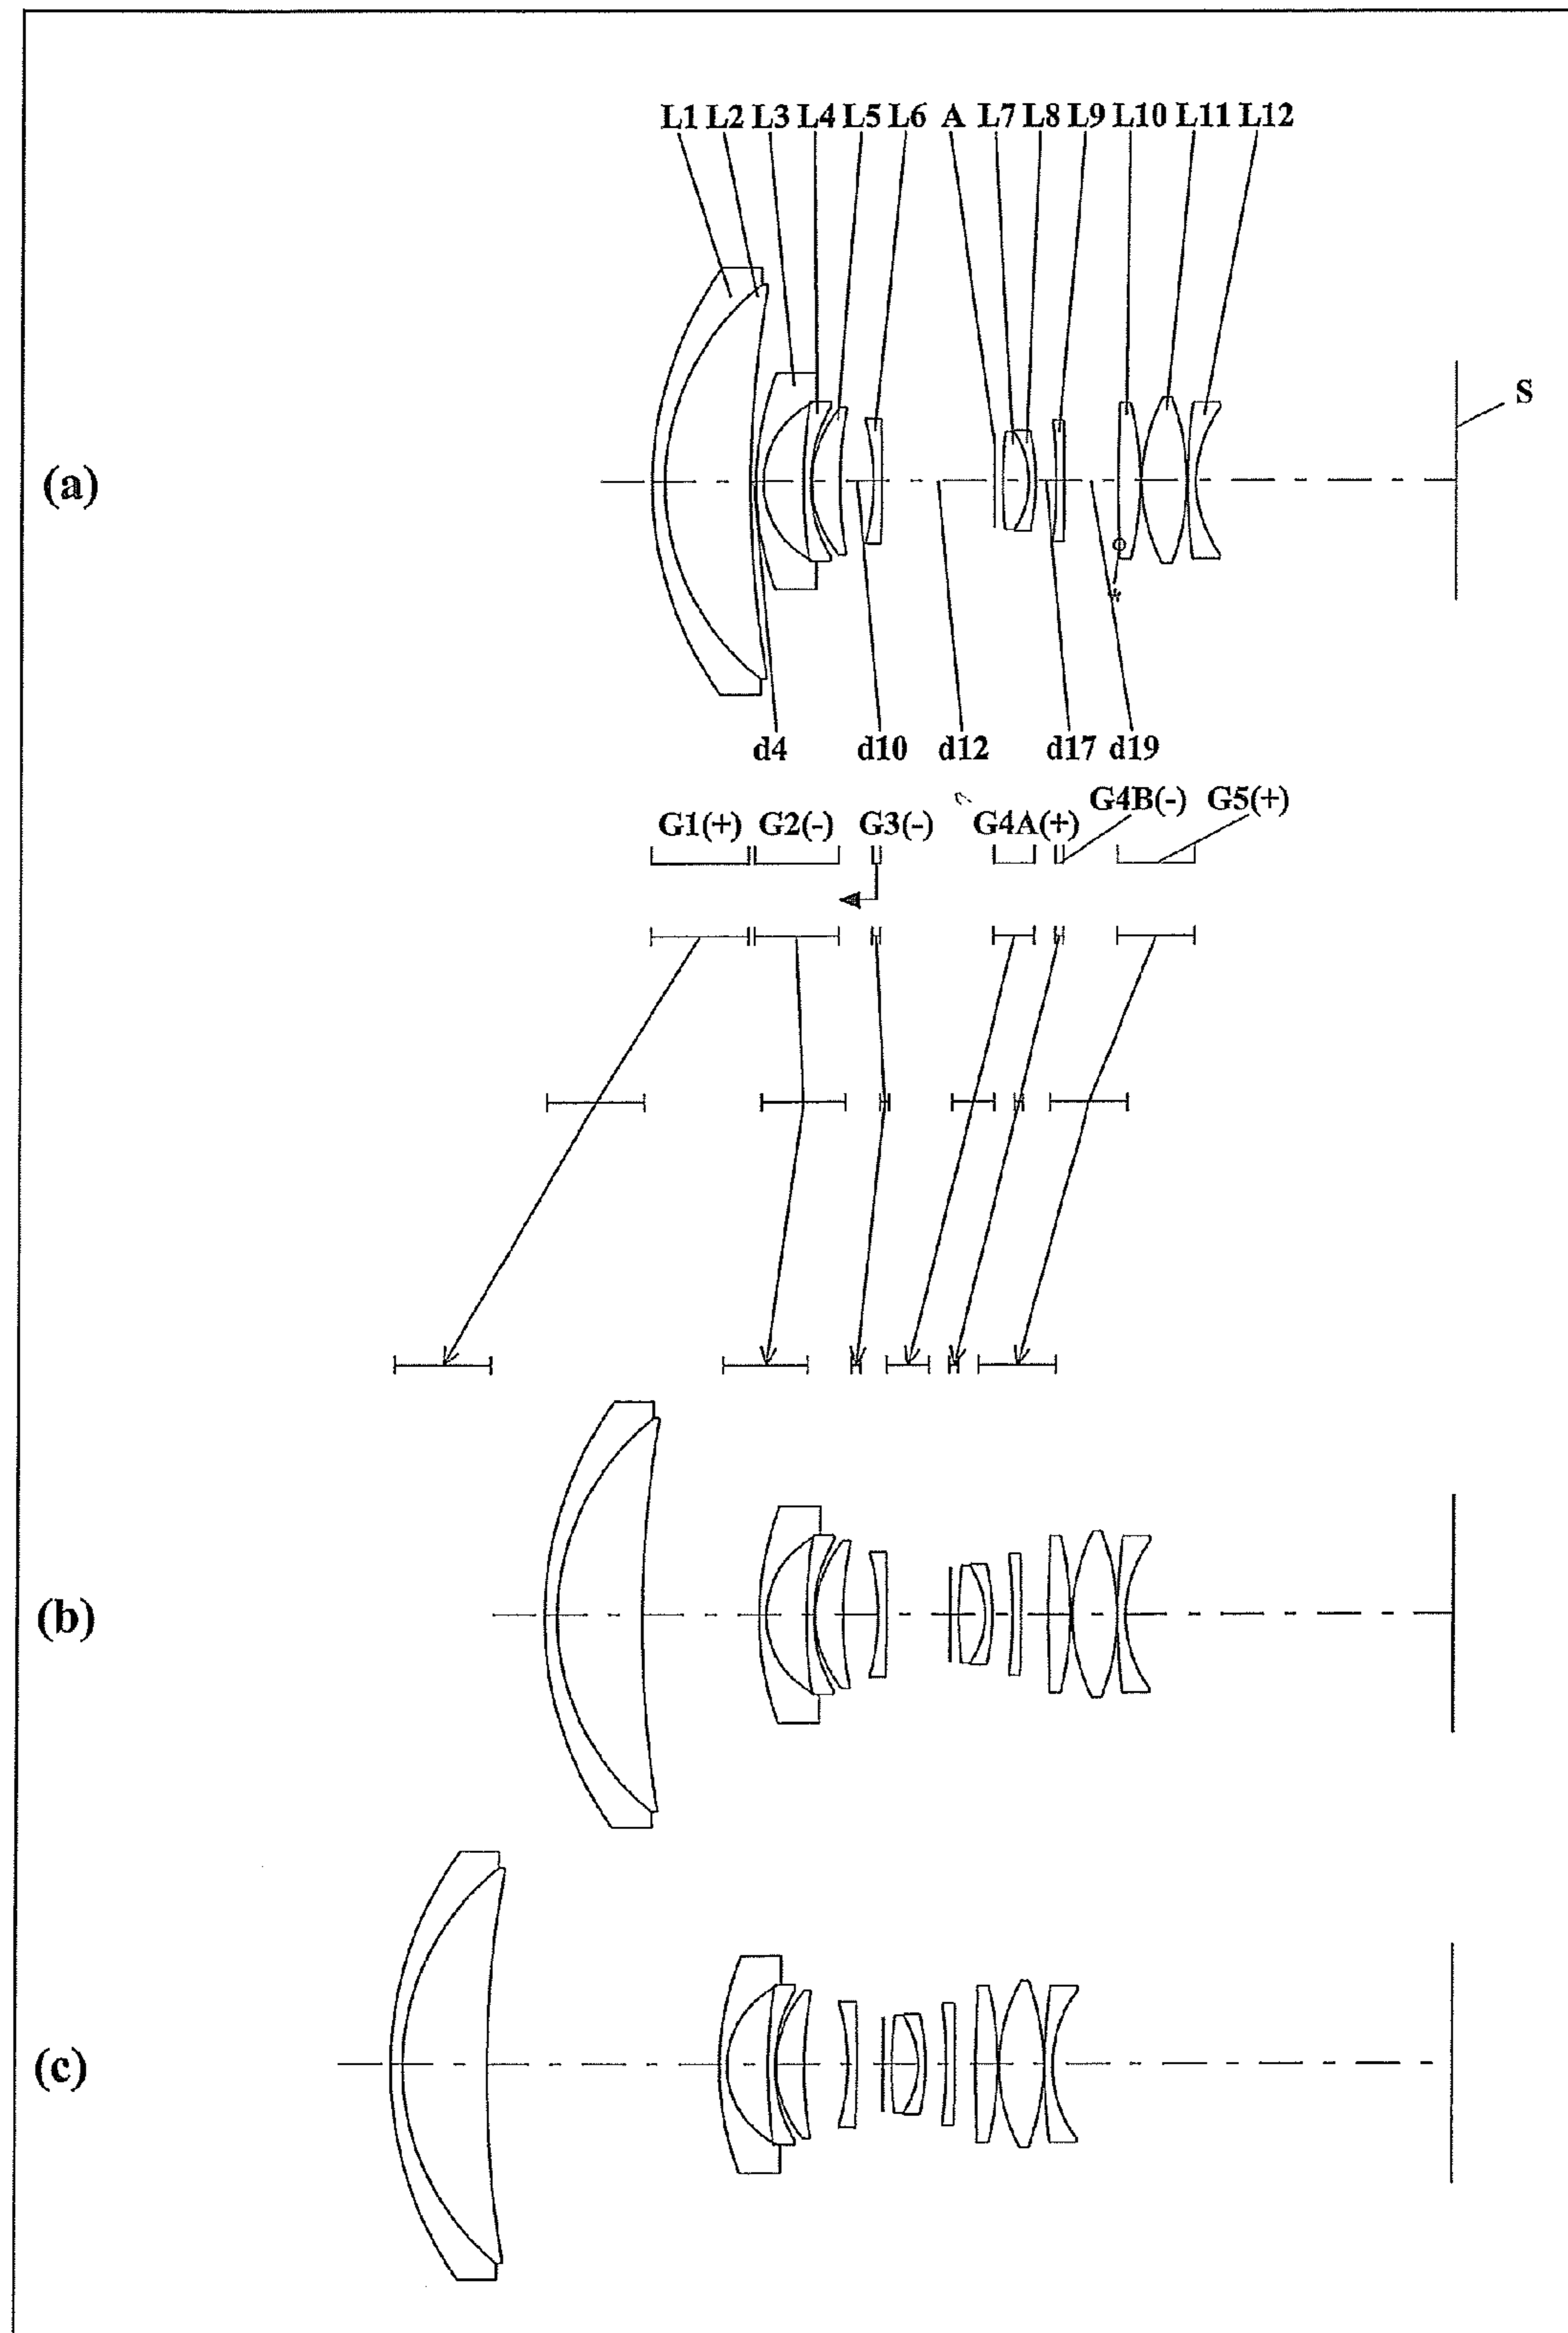 L1 L2 L3 L4 L5 L6 A L7 L8 L9 L10 L11 L12
S
(a)
*
d4 d10 d12 d17 d19
G4B(-) G5(+)
G1(+) G2(-) G3(-) G4A(+)
(b)
(c)